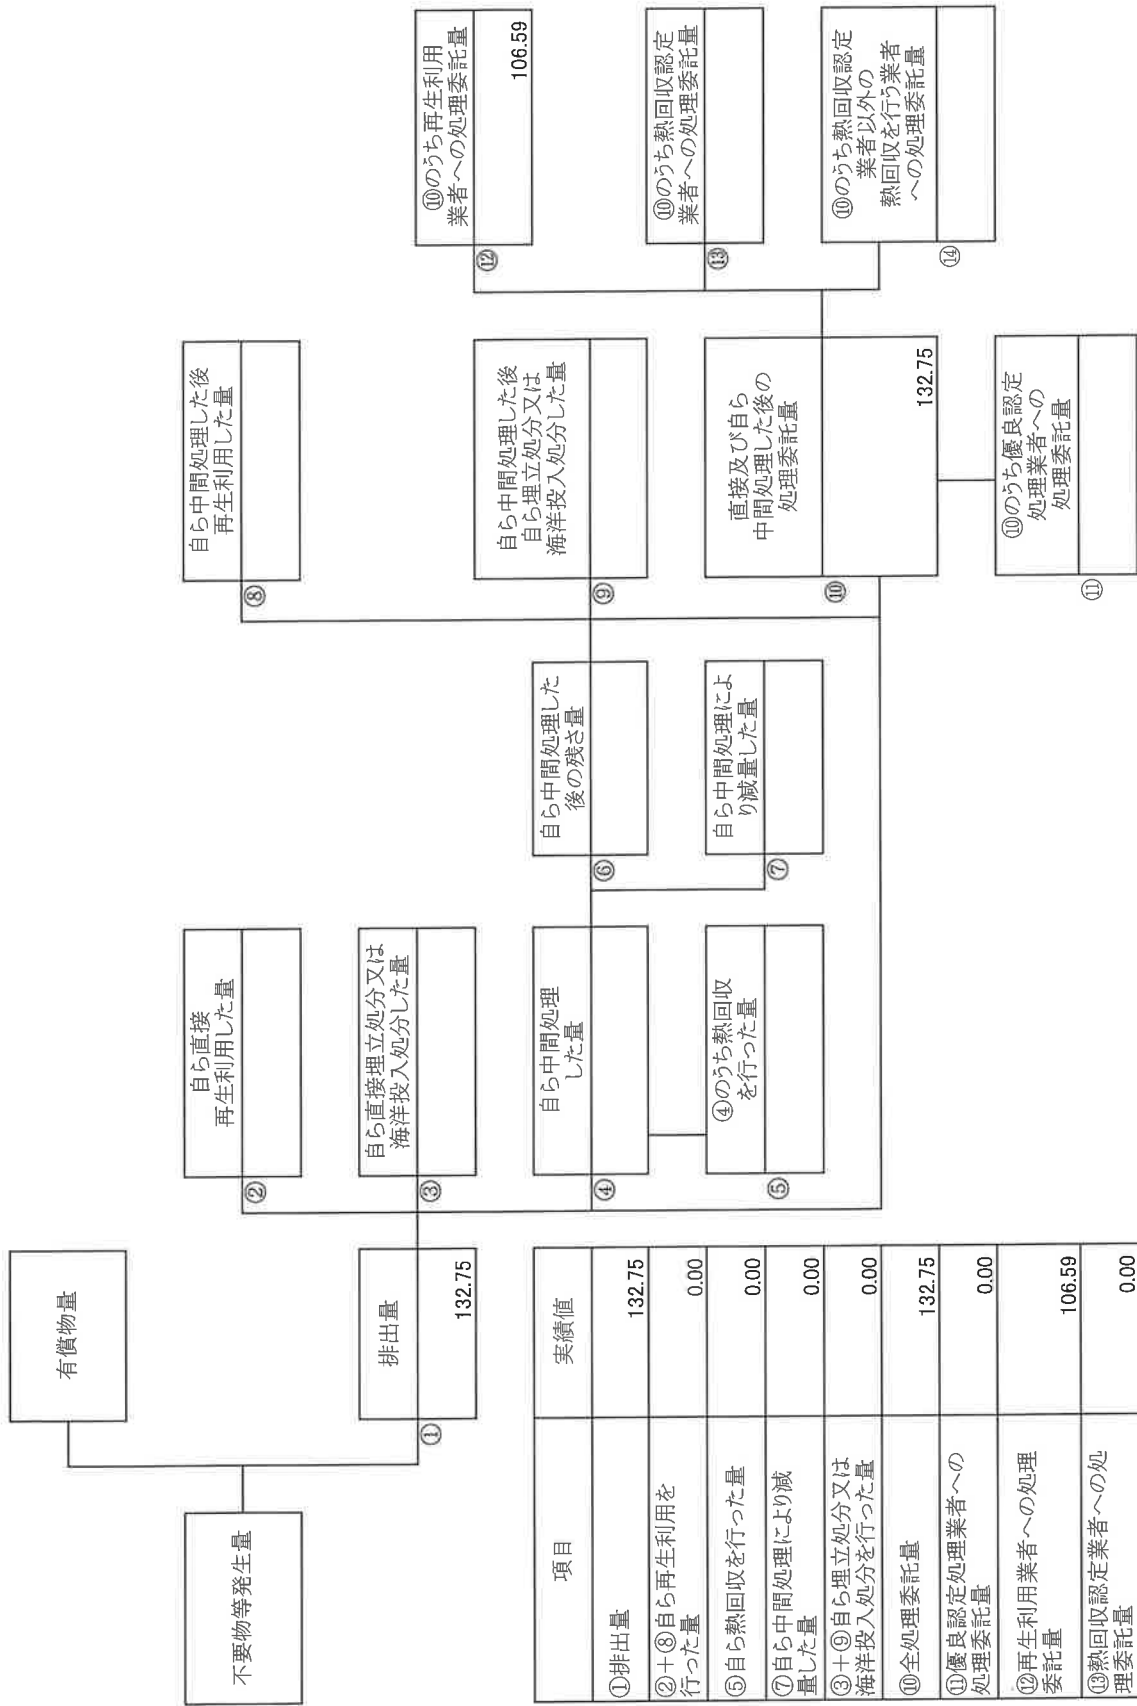 有償物量
不要物等発生量
排出量
①
132.75
自ら直接
再生利用した量
②
自ら直接埋立処分又は
海洋投入処分した量
③
自ら中間処理
した量
④
④のうち熱回収
を行った量
⑤
自ら中間処理した
後の残さ量
⑥
自ら中間処理によ
り減量した量
⑦
自ら中間処理した後
再生利用した量
⑧
自ら中間処理した後
自ら埋立処分又は
海洋投入処分した量
⑨
直接及び自ら
中間処理した後の
処理委託量
⑩
132.75
⑩のうち優良認定
処理業者への
処理委託量
⑪
⑩のうち再生利用
業者への処理委託量
⑫
106.59
⑩のうち熱回収認定
業者への処理委託量
⑬
⑩のうち熱回収認定
業者以外の
熱回収を行う業者
への処理委託量
⑭
項目
実績値
①排出量
132.75
②+⑧自ら再生利用を
行った量
0.00
⑤自ら熱回収を行った量
0.00
⑦自ら中間処理により減
量した量
0.00
③+⑨自ら埋立処分又は
海洋投入処分を行った量
0.00
⑩全処理委託量
132.75
⑪優良認定処理業者への
処理委託量
0.00
⑫再生利用業者への処理
委託量
106.59
⑬熱回収認定業者への処
理委託量
0.00